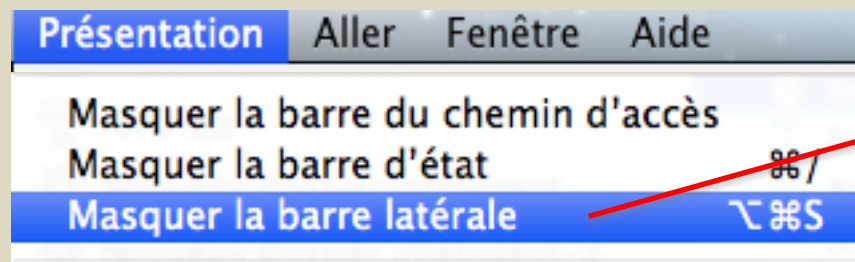 Présentation Aller Fenêtre Aide
Masquer la barre du chemin d'accès
Masquer la barre d'état ⌘/
Masquer la barre latérale ⌥⌘S